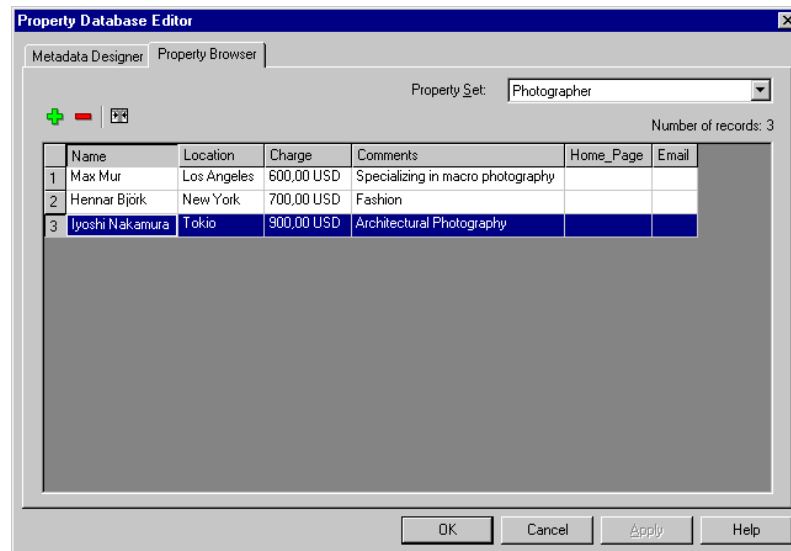 Property Database Editor
Metadata Designer Property Browser
Property Set: Photographer
Number of records: 3
Name Location Charge Comments Home_Page Email
1 Max Mur Los Angeles 600,00 USD Specializing in macro photography
2 Hennar Björk New York 700,00 USD Fashion
3 Iyoshi Nakamura Tokio 900,00 USD Architectural Photography
OK Cancel Apply Help